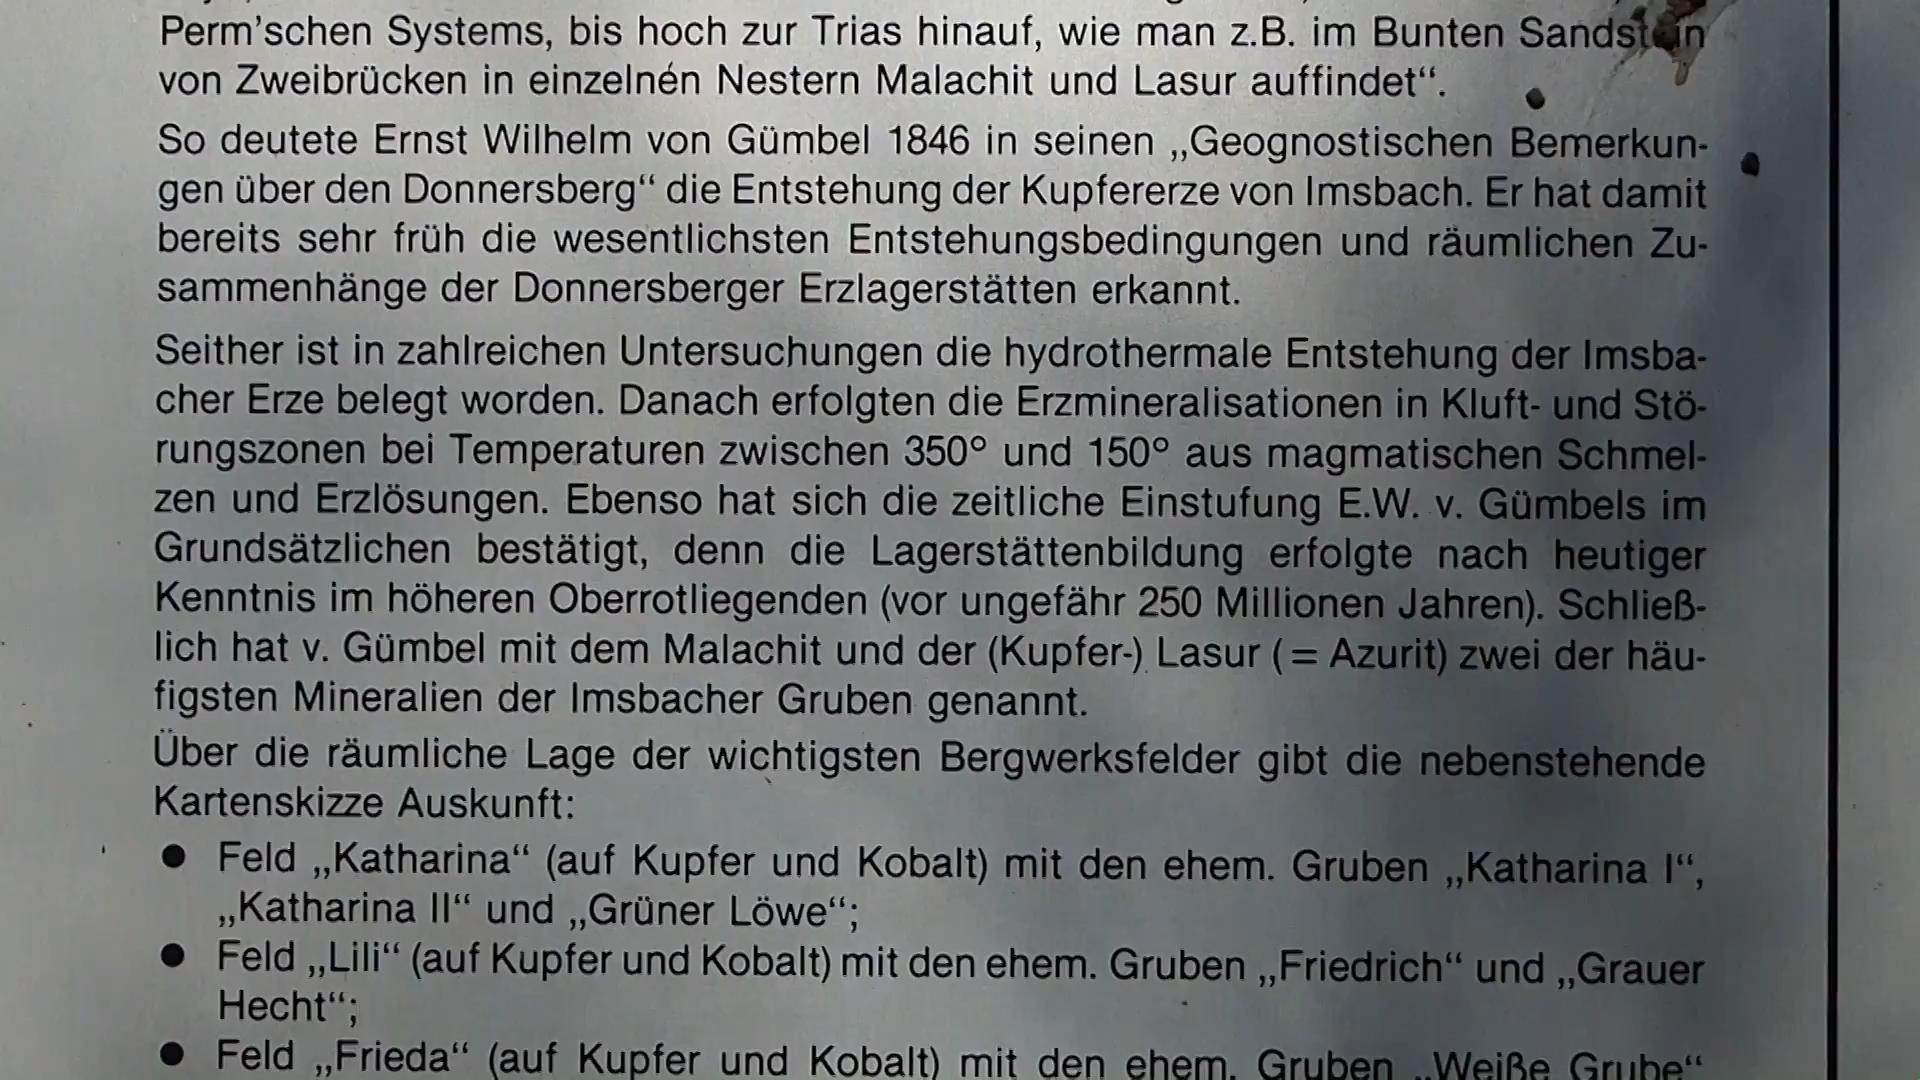 Perm'schen Systems, bis hoch zur Trias hinauf, wie man z.B. im Bunten Sandstein
von Zweibrücken in einzelnén Nestern Malachit und Lasur auffindet“.
So deutete Ernst Wilhelm von Gümbel 1846 in seinen „Geognostischen Bemerkun-
gen über den Donnersberg“ die Entstehung der Kupfererze von Imsbach. Er hat damit
bereits sehr früh die wesentlichsten Entstehungsbedingungen und räumlichen Zu-
sammenhänge der Donnersberger Erzlagerstätten erkannt.
Seither ist in zahlreichen Untersuchungen die hydrothermale Entstehung der Imsba-
cher Erze belegt worden. Danach erfolgten die Erzmineralisationen in Kluft- und Stö-
rungszonen bei Temperaturen zwischen 350° und 150° aus magmatischen Schmel-
zen und Erzlösungen. Ebenso hat sich die zeitliche Einstufung E.W. v. Gümbels im
Grundsätzlichen bestätigt, denn die Lagerstättenbildung erfolgte nach heutiger
Kenntnis im höheren Oberrotliegenden (vor ungefähr 250 Millionen Jahren). Schließ-
lich hat v. Gümbel mit dem Malachit und der (Kupfer-) Lasur (= Azurit) zwei der häu-
figsten Mineralien der Imsbacher Gruben genannt.
Über die räumliche Lage der wichtigsten Bergwerksfelder gibt die nebenstehende
Kartenskizze Auskunft:
● Feld „Katharina“ (auf Kupfer und Kobalt) mit den ehem. Gruben „Katharina I“,
„Katharina II“ und „Grüner Löwe“;
● Feld „Lili“ (auf Kupfer und Kobalt) mit den ehem. Gruben „Friedrich“ und „Grauer
Hecht“;
● Feld „Frieda“ (auf Kupfer und Kobalt) mit den ehem. Gruben „Weiße Grube“